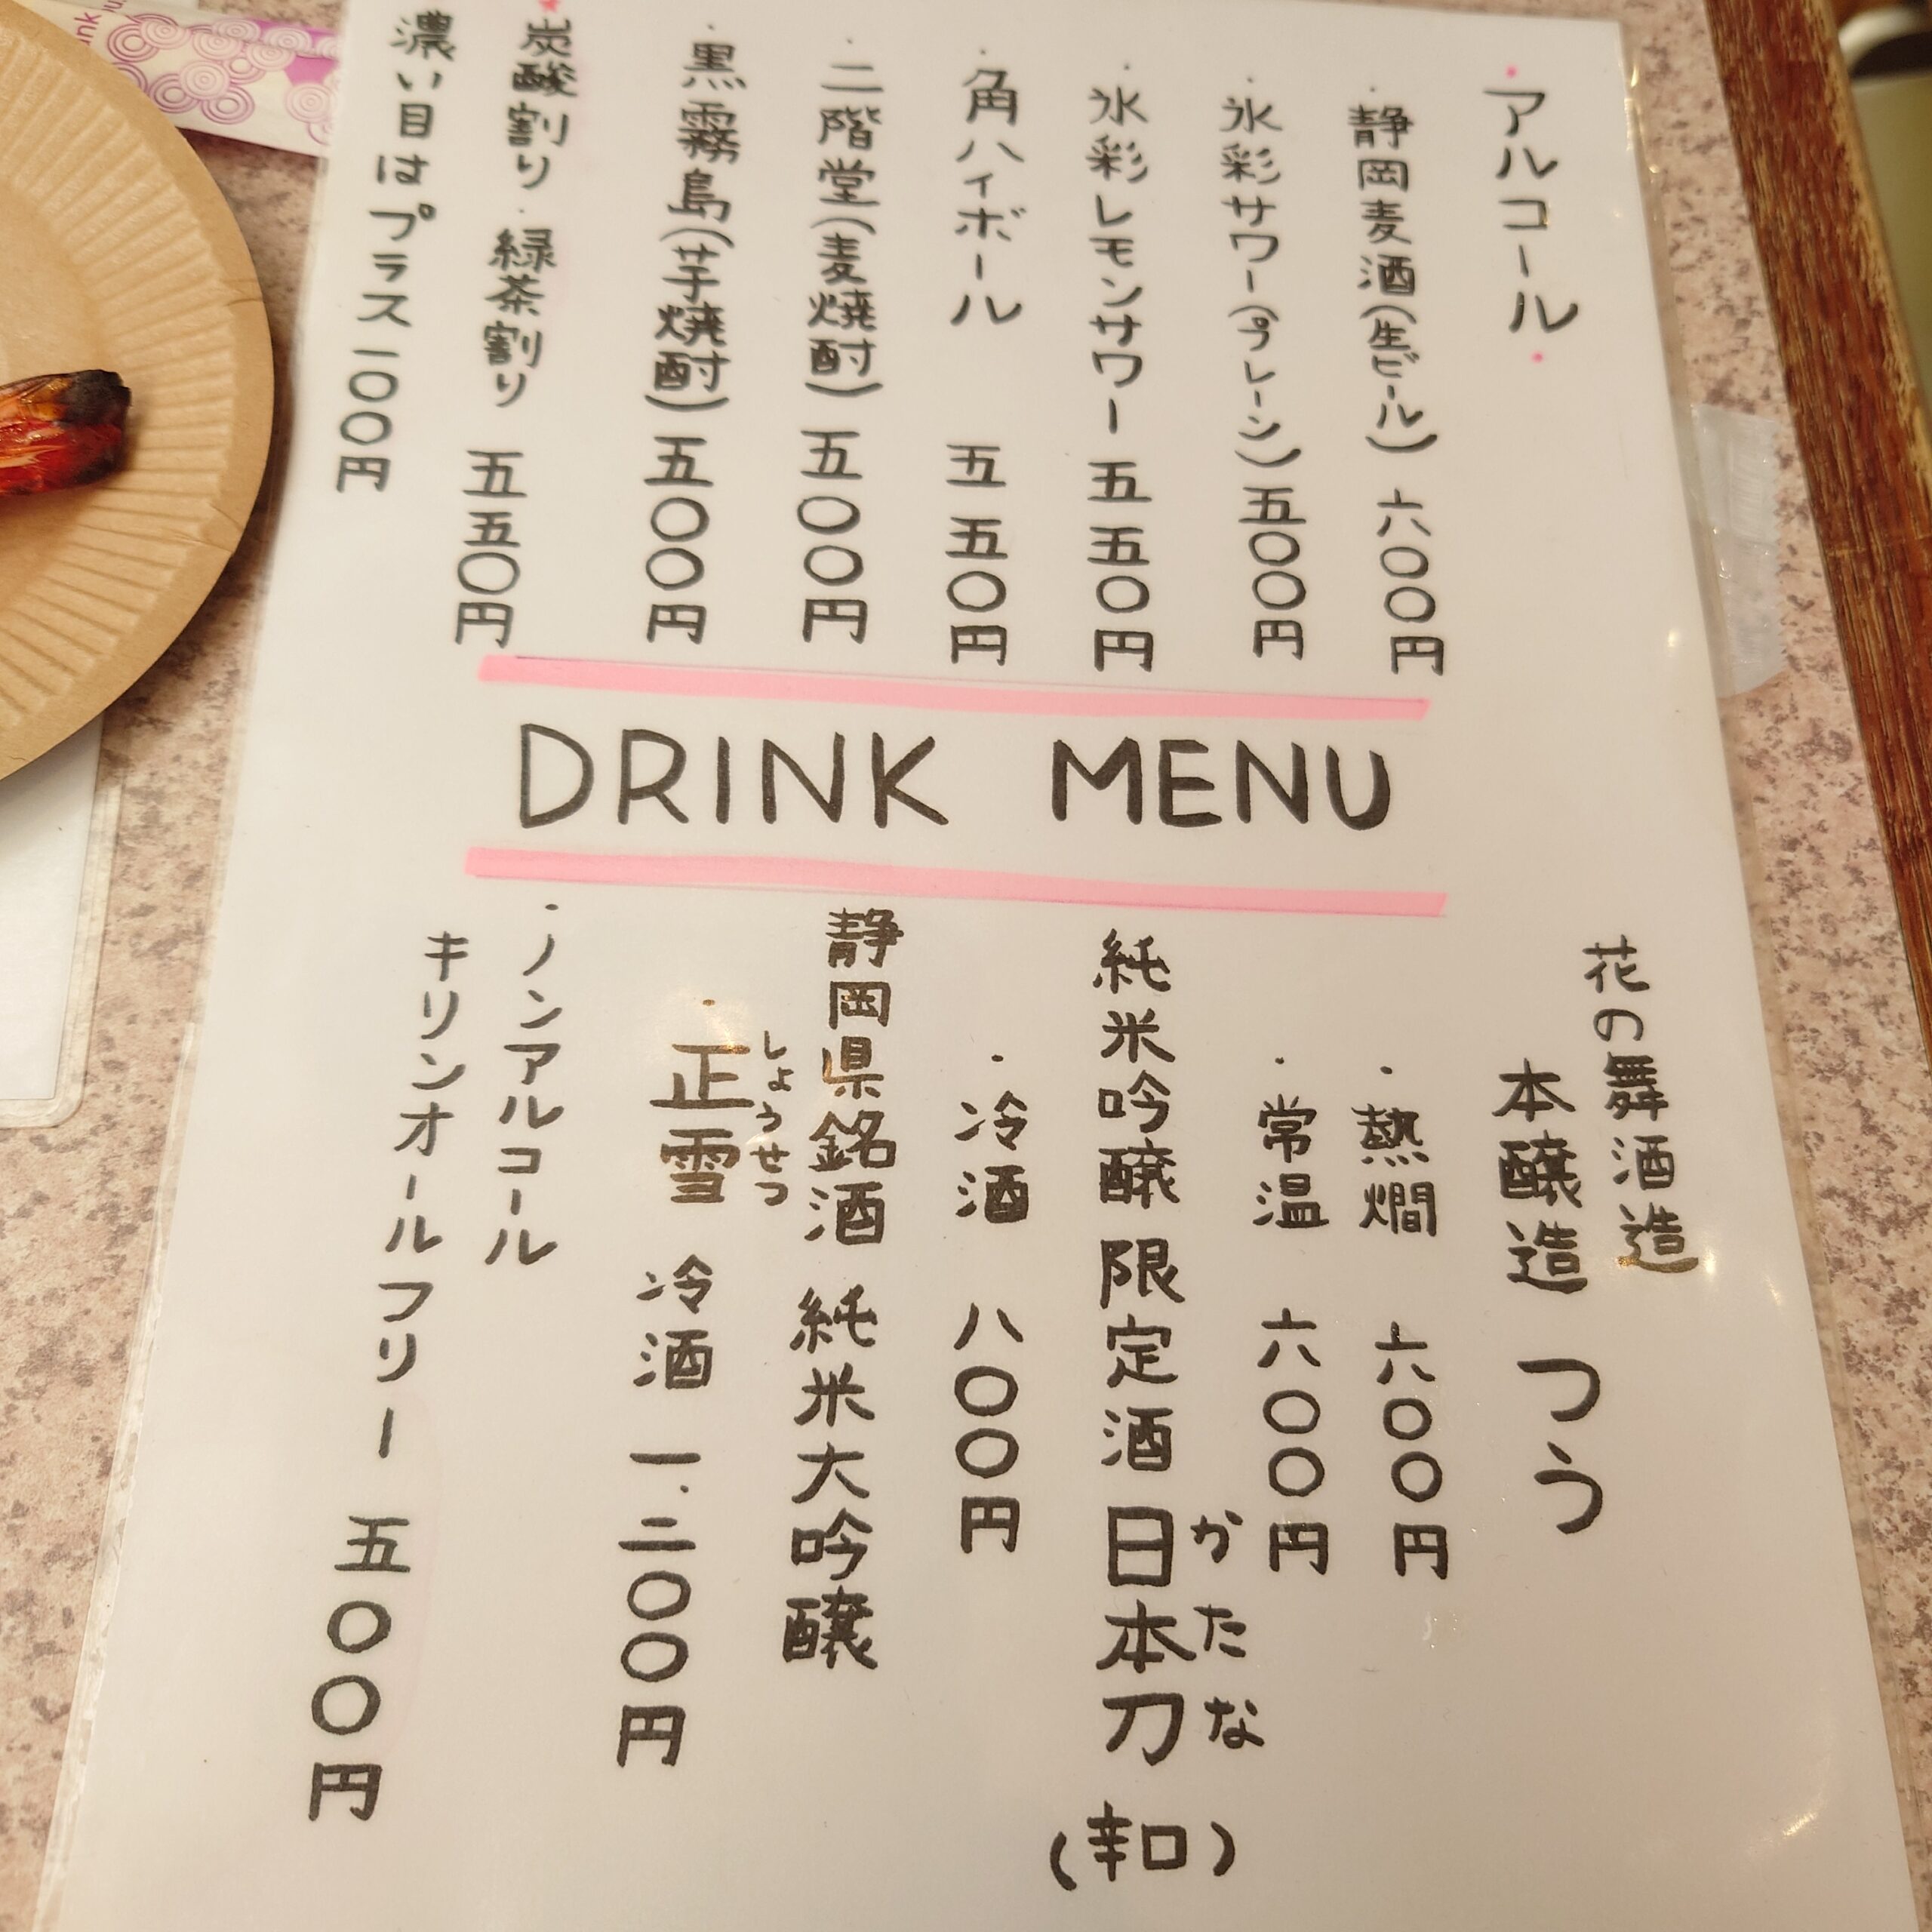 ・アルコール・
・静岡麦酒(生ビール) 六〇〇円
・氷彩サワー(プレーン) 五〇〇円
・氷彩レモンサワー 五五〇円
・角ハイボール 五五〇円
・二階堂(麦焼酎) 五〇〇円
・黒霧島(芋焼酎) 五〇〇円
炭酸割り・緑茶割り 五五〇円
濃い目はプラス一〇〇円
DRINK MENU
花の舞酒造
本醸造 つう
・熱燗 六〇〇円
・常温 六〇〇円
かたな
純米吟醸 限定酒 日本刀 (辛口)
・冷酒 八〇〇円
静岡県銘酒 純米大吟醸
しょうせつ
・正雪 冷酒 一.二〇〇円
・ノンアルコール
キリンオールフリー 五〇〇円